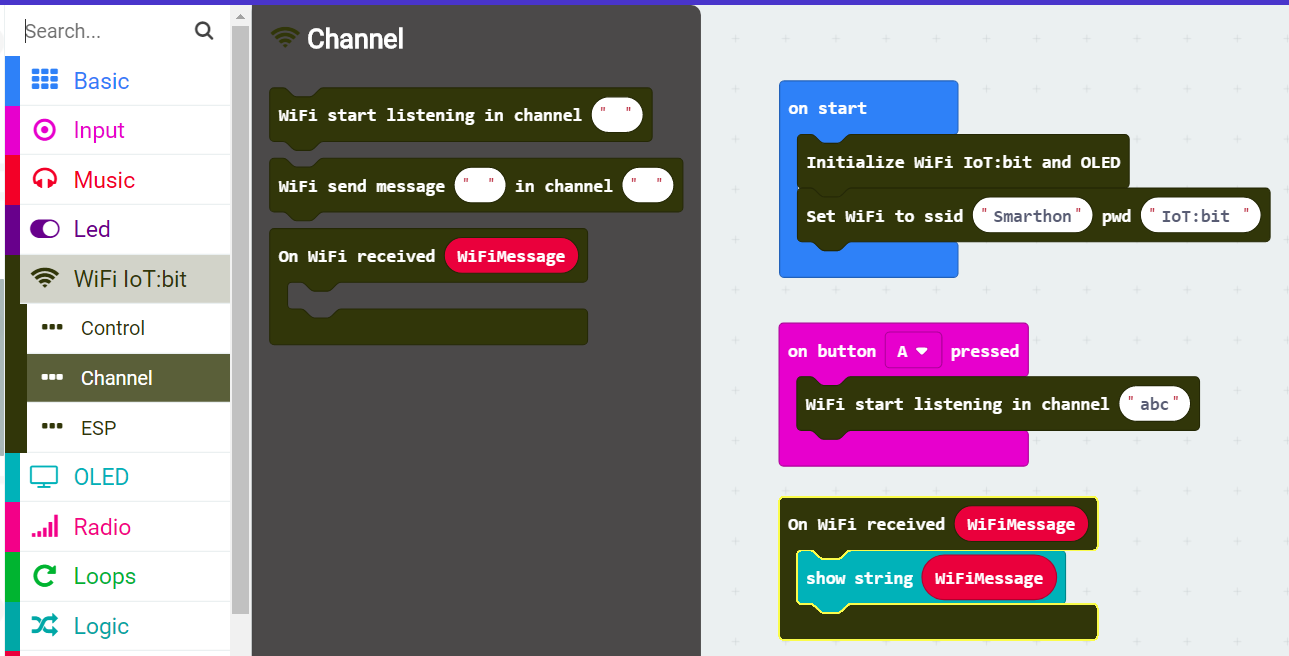 Search...
Basic
Input
Music
Led
WiFi IoT:bit
Control
Channel
ESP
OLED
Radio
Loops
Logic
Channel
WiFi start listening in channel " "
WiFi send message " " in channel " "
On WiFi received WiFiMessage
on start
Initialize WiFi IoT:bit and OLED
Set WiFi to ssid "Smarthon" pwd "IoT:bit "
on button A pressed
WiFi start listening in channel "abc"
On WiFi received WiFiMessage
show string WiFiMessage